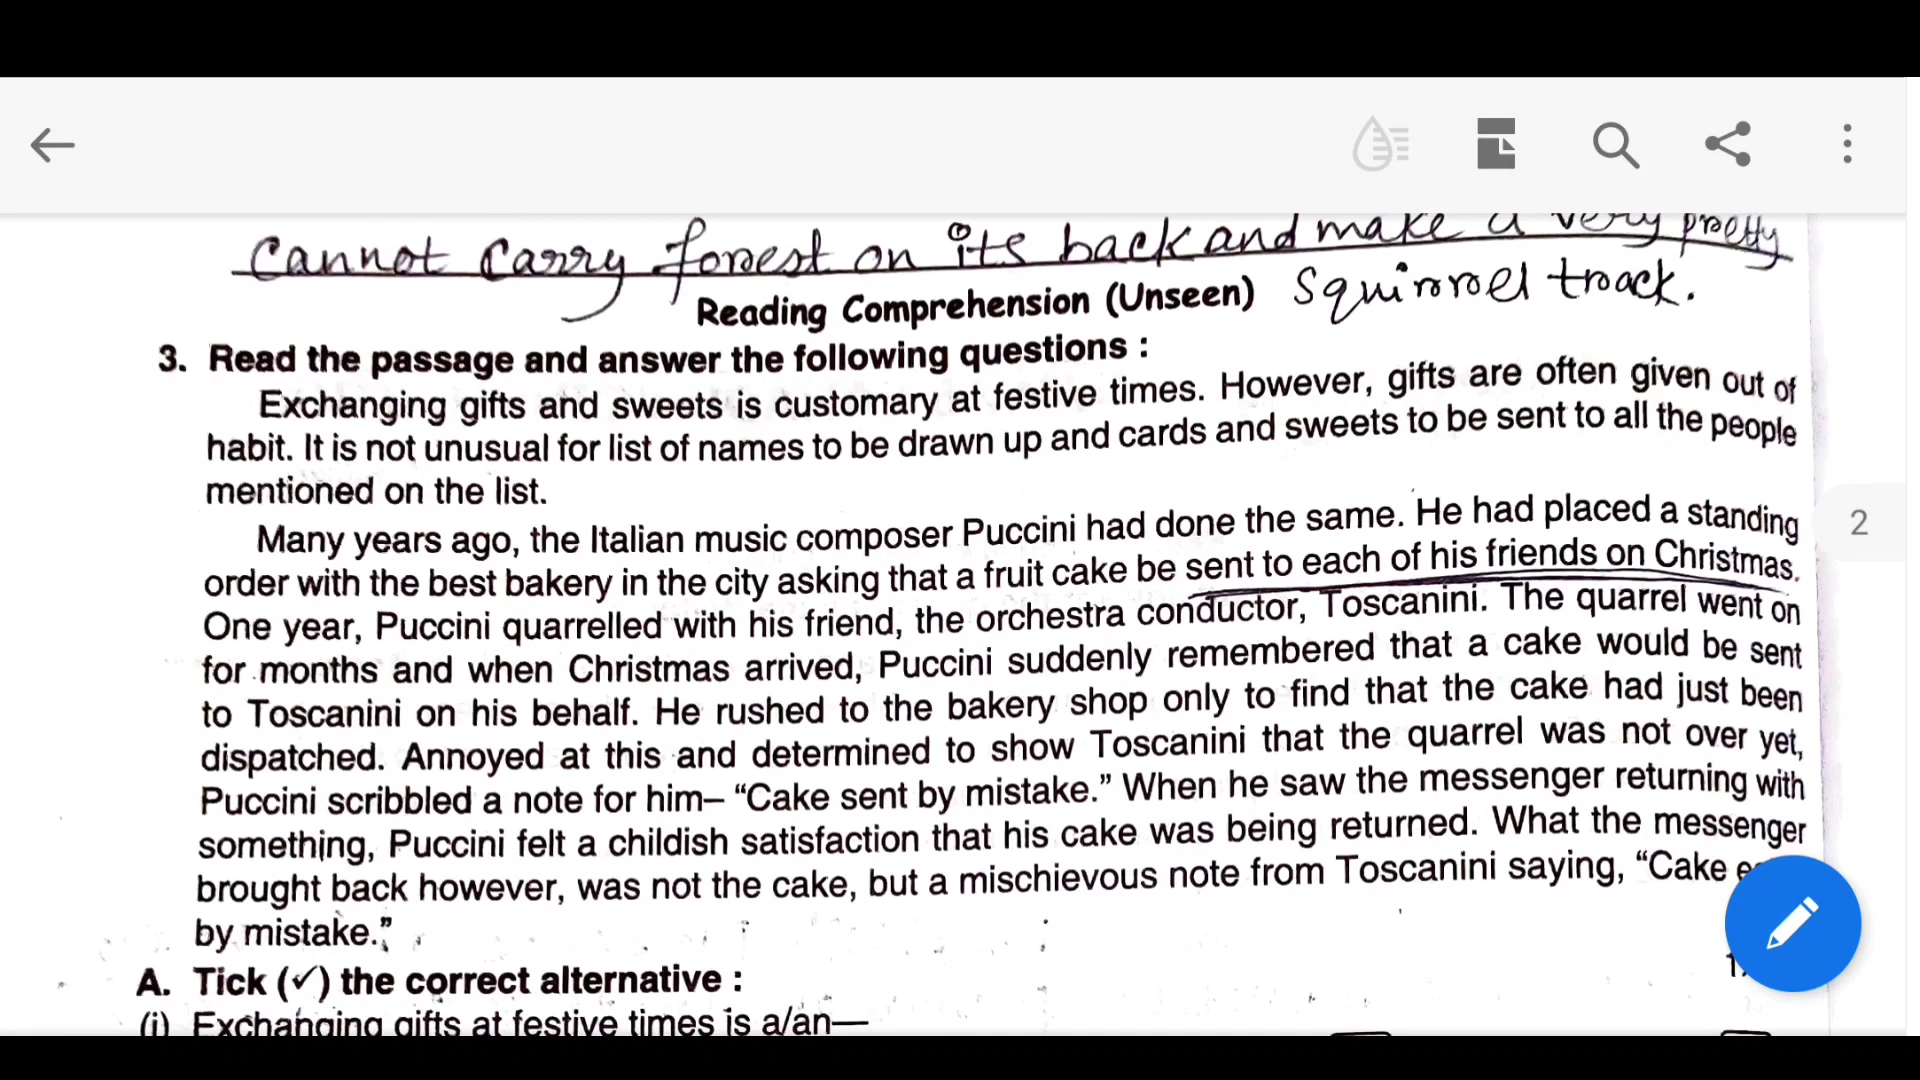 cannot carry forest on its back and make a very pretty
Reading Comprehension (Unseen) squirrel track.
3. Read the passage and answer the following questions :
Exchanging gifts and sweets is customary at festive times. However, gifts are often given out of
habit. It is not unusual for list of names to be drawn up and cards and sweets to be sent to all the people
mentioned on the list.
Many years ago, the Italian music composer Puccini had done the same. He had placed a standing
order with the best bakery in the city asking that a fruit cake be sent to each of his friends on Christmas.
One year, Puccini quarrelled with his friend, the orchestra conductor, Toscanini. The quarrel went on
for months and when Christmas arrived, Puccini suddenly remembered that a cake would be sent
to Toscanini on his behalf. He rushed to the bakery shop only to find that the cake had just been
dispatched. Annoyed at this and determined to show Toscanini that the quarrel was not over yet,
Puccini scribbled a note for him– “Cake sent by mistake.” When he saw the messenger returning with
something, Puccini felt a childish satisfaction that his cake was being returned. What the messenger
brought back however, was not the cake, but a mischievous note from Toscanini saying, “Cake
by mistake.”
A. Tick (✓) the correct alternative :
(i) Exchanging gifts at festive times is a/an—
2